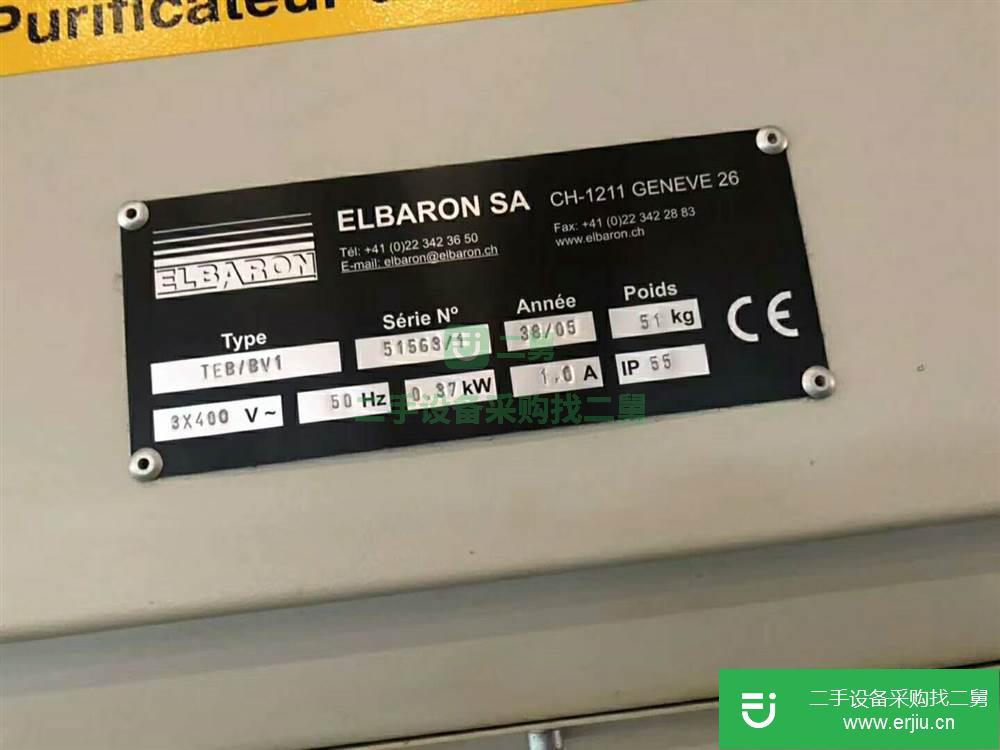 Purificateur
ELBARON
ELBARON SA CH-1211 GENEVE 26
Tél: +41 (0)22 342 36 50 Fax: +41 (0)22 342 28 83
E-mail: elbaron@elbaron.ch www.elbaron.ch
Type Série Nº Année Poids
TEB/BV1 51563/1 38/05 51 kg
3X400 V~ 50 Hz 0.37 kW 1.0 A IP 55
CE
二舅
二手设备采购找二舅
二手设备采购找二舅
www.erjiu.cn